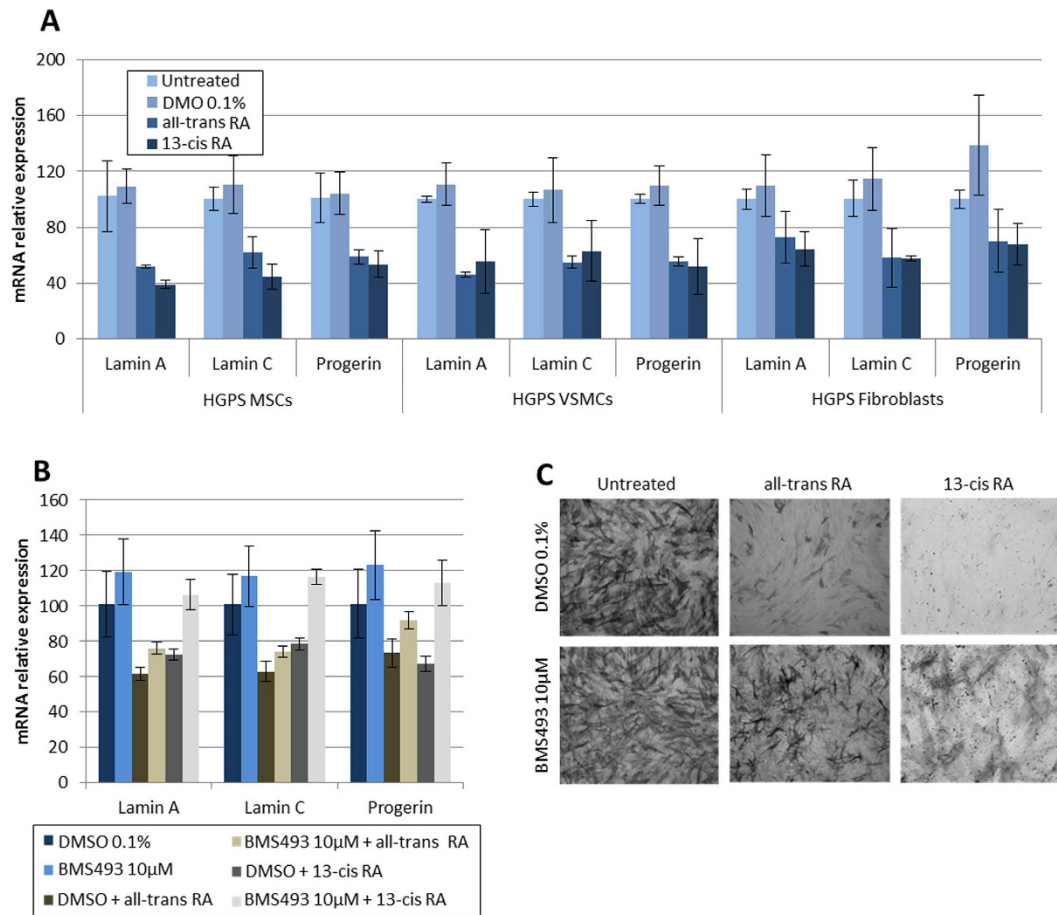 A
mRNA relative expression
200
160
120
80
40
0
Untreated
DMO 0.1%
all-trans RA
13-cis RA
Lamin A Lamin C Progerin Lamin A Lamin C Progerin Lamin A Lamin C Progerin
HGPS MSCs HGPS VSMCs HGPS Fibroblasts
B
mRNA relative expression
160
140
120
100
80
60
40
20
0
Lamin A Lamin C Progerin
DMSO 0.1% BMS493 10µM + all-trans RA
BMS493 10µM DMSO + 13-cis RA
DMSO + all-trans RA BMS493 10µM + 13-cis RA
C
Untreated all-trans RA 13-cis RA
DMSO 0.1%
BMS493 10µM